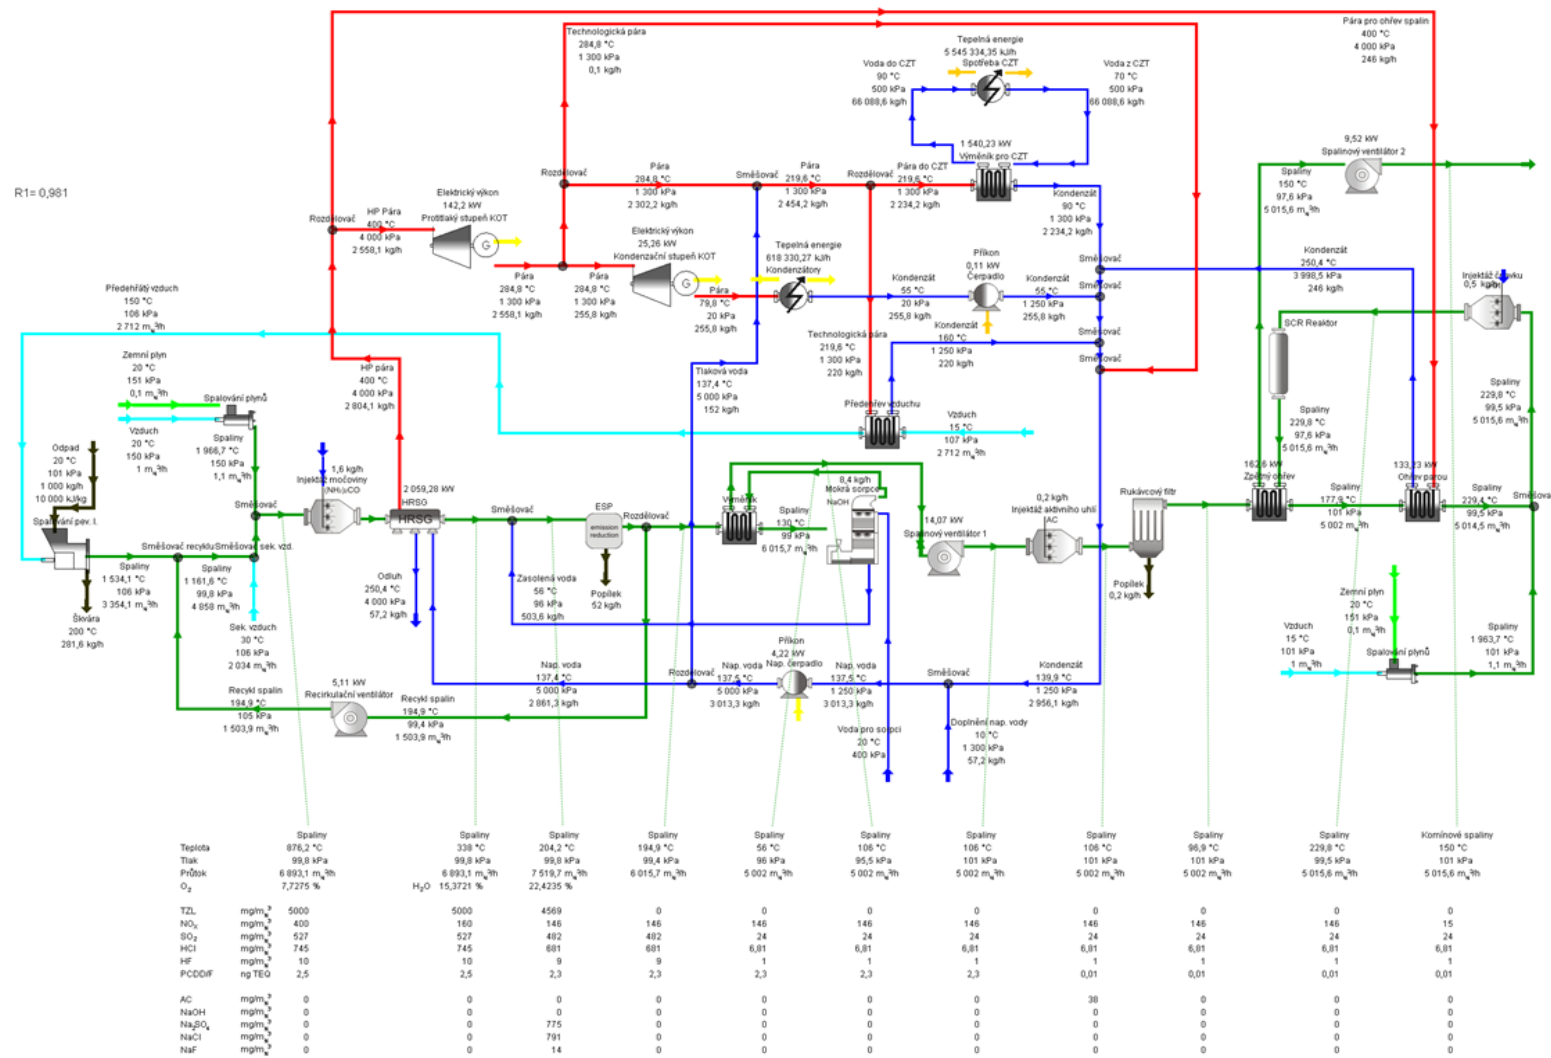 Technologická pára
284,8 °C
1 300 kPa
0,1 kg/h
Tepelná energie
5 545 334,35 kJ/h
Spotřeba CZT
Voda do CZT
90 °C
500 kPa
66 088,6 kg/h
Voda z CZT
70 °C
500 kPa
66 088,6 kg/h
Pára pro ohřev spalin
400 °C
4 000 kPa
246 kg/h
9,52 kW
Spalinový ventilátor 2
Spaliny
150 °C
97,6 kPa
5 015,6 m³/h
1 540,23 kW
Výměník pro CZT
R1= 0,981
Rozdělovač
HP Pára
400 °C
4 000 kPa
2 558,1 kg/h
Elektrický výkon
142,2 kW
Protitlaký stupeň KOT
Rozdělovač
Pára
284,8 °C
1 300 kPa
2 302,2 kg/h
Směšovač
Pára
219,6 °C
1 300 kPa
2 454,2 kg/h
Rozdělovač
Pára do CZT
219,6 °C
1 300 kPa
2 234,2 kg/h
Kondenzát
90 °C
1 300 kPa
2 234,2 kg/h
Elektrický výkon
25,26 kW
Kondenzační stupeň KOT
Tepelná energie
618 330,27 kJ/h
Kondenzátory
Příkon
0,11 kW
Čerpadlo
Směšovač
Kondenzát
250,4 °C
3 998,5 kPa
246 kg/h
Směšovač
Pára
284,8 °C
1 300 kPa
2 558,1 kg/h
Pára
284,8 °C
1 300 kPa
255,8 kg/h
Pára
79,8 °C
20 kPa
255,8 kg/h
Kondenzát
55 °C
20 kPa
255,8 kg/h
Kondenzát
55 °C
1 250 kPa
255,8 kg/h
Předehřátý vzduch
150 °C
106 kPa
2 712 m³/h
Zemní plyn
20 °C
151 kPa
0,1 m³/h
Spalování plynů
Vzduch
20 °C
150 kPa
1 m³/h
Spaliny
1 966,7 °C
150 kPa
1,1 m³/h
HP pára
400 °C
4 000 kPa
2 804,1 kg/h
Tlaková voda
137,4 °C
5 000 kPa
152 kg/h
Technologická pára
219,6 °C
1 300 kPa
220 kg/h
Kondenzát
160 °C
1 250 kPa
220 kg/h
Směšovač
Směšovač
Předehřev vzduchu
Vzduch
15 °C
107 kPa
2 712 m³/h
0,5 kg/h
SCR Reaktor
Spaliny
229,8 °C
97,6 kPa
5 015,6 m³/h
Spaliny
229,8 °C
99,5 kPa
5 015,6 m³/h
Odpad
20 °C
101 kPa
1 000 kg/h
10 000 kJ/kg
Spalování pev. l.
Směšovač
1,6 kg/h
Injektáž močoviny
(NH₂)₂CO
2 059,28 kW
HRSG
HRSG
Směšovač
ESP
emission
reduction
Rozdělovač
Výměník
8,4 kg/h
Mokrá sorpce
NaOH
Spaliny
130 °C
99 kPa
6 015,7 m³/h
14,07 kW
Spalinový ventilátor 1
0,2 kg/h
Injektáž aktivního uhlí
AC
Rukávcový filtr
162,6 kW
Zpětný ohřev
Spaliny
177,9 °C
101 kPa
5 002 m³/h
133,23 kW
Ohřev parou
Spaliny
229,4 °C
99,5 kPa
5 014,5 m³/h
Směšova
Směšovač recyklu
Směšovač sek. vzd.
Spaliny
1 534,1 °C
106 kPa
3 354,1 m³/h
Spaliny
1 161,6 °C
99,8 kPa
4 858 m³/h
Škvára
200 °C
281,6 kg/h
Sek. vzduch
30 °C
106 kPa
2 034 m³/h
Odluh
250,4 °C
4 000 kPa
57,2 kg/h
Zasolená voda
56 °C
96 kPa
503,6 kg/h
Popílek
52 kg/h
Popílek
0,2 kg/h
Zemní plyn
20 °C
151 kPa
0,1 m³/h
Vzduch
15 °C
101 kPa
1 m³/h
Spalování plynů
Spaliny
1 963,7 °C
101 kPa
1,1 m³/h
Recykl spalin
194,9 °C
105 kPa
1 503,9 m³/h
5,11 kW
Recirkulační ventilátor
Recykl spalin
194,9 °C
99,4 kPa
1 503,9 m³/h
Nap. voda
137,4 °C
5 000 kPa
2 861,3 kg/h
Rozdělovač
Nap. voda
137,5 °C
5 000 kPa
3 013,3 kg/h
Příkon
4,22 kW
Nap. čerpadlo
Nap. voda
137,5 °C
1 250 kPa
3 013,3 kg/h
Směšovač
Kondenzát
139,9 °C
1 250 kPa
2 956,1 kg/h
Voda pro sorpci
20 °C
400 kPa
Doplnění nap. vody
10 °C
1 300 kPa
57,2 kg/h
Spaliny Spaliny Spaliny Spaliny Spaliny Spaliny Spaliny Spaliny Spaliny Spaliny Komínové spaliny
Teplota 876,2 °C 338 °C 204,2 °C 194,9 °C 56 °C 106 °C 106 °C 106 °C 96,9 °C 229,8 °C 150 °C
Tlak 99,8 kPa 99,8 kPa 99,8 kPa 99,4 kPa 96 kPa 95,5 kPa 101 kPa 101 kPa 101 kPa 99,5 kPa 101 kPa
Průtok 6 893,1 m³/h 6 893,1 m³/h 7 519,7 m³/h 6 015,7 m³/h 5 002 m³/h 5 002 m³/h 5 002 m³/h 5 002 m³/h 5 002 m³/h 5 015,6 m³/h 5 015,6 m³/h
O₂ 7,7275 % H₂O 15,3721 % 22,4235 %
TZL mg/mN³ 5000 5000 4569 0 0 0 0 0 0 0 0
NOX mg/mN³ 400 160 146 146 146 146 146 146 146 146 15
SO₂ mg/mN³ 527 527 482 482 24 24 24 24 24 24 24
HCl mg/mN³ 745 745 681 681 6,81 6,81 6,81 6,81 6,81 6,81 6,81
HF mg/mN³ 10 10 9 9 1 1 1 1 1 1 1
PCDD/F ng TEQ 2,5 2,5 2,3 2,3 2,3 2,3 2,3 0,01 0,01 0,01 0,01
AC mg/mN³ 0 0 0 0 0 0 0 38 0 0 0
NaOH mg/mN³ 0 0 0 0 0 0 0 0 0 0 0
Na₂SO₄ mg/mN³ 0 0 775 0 0 0 0 0 0 0 0
NaCl mg/mN³ 0 0 791 0 0 0 0 0 0 0 0
NaF mg/mN³ 0 0 14 0 0 0 0 0 0 0 0